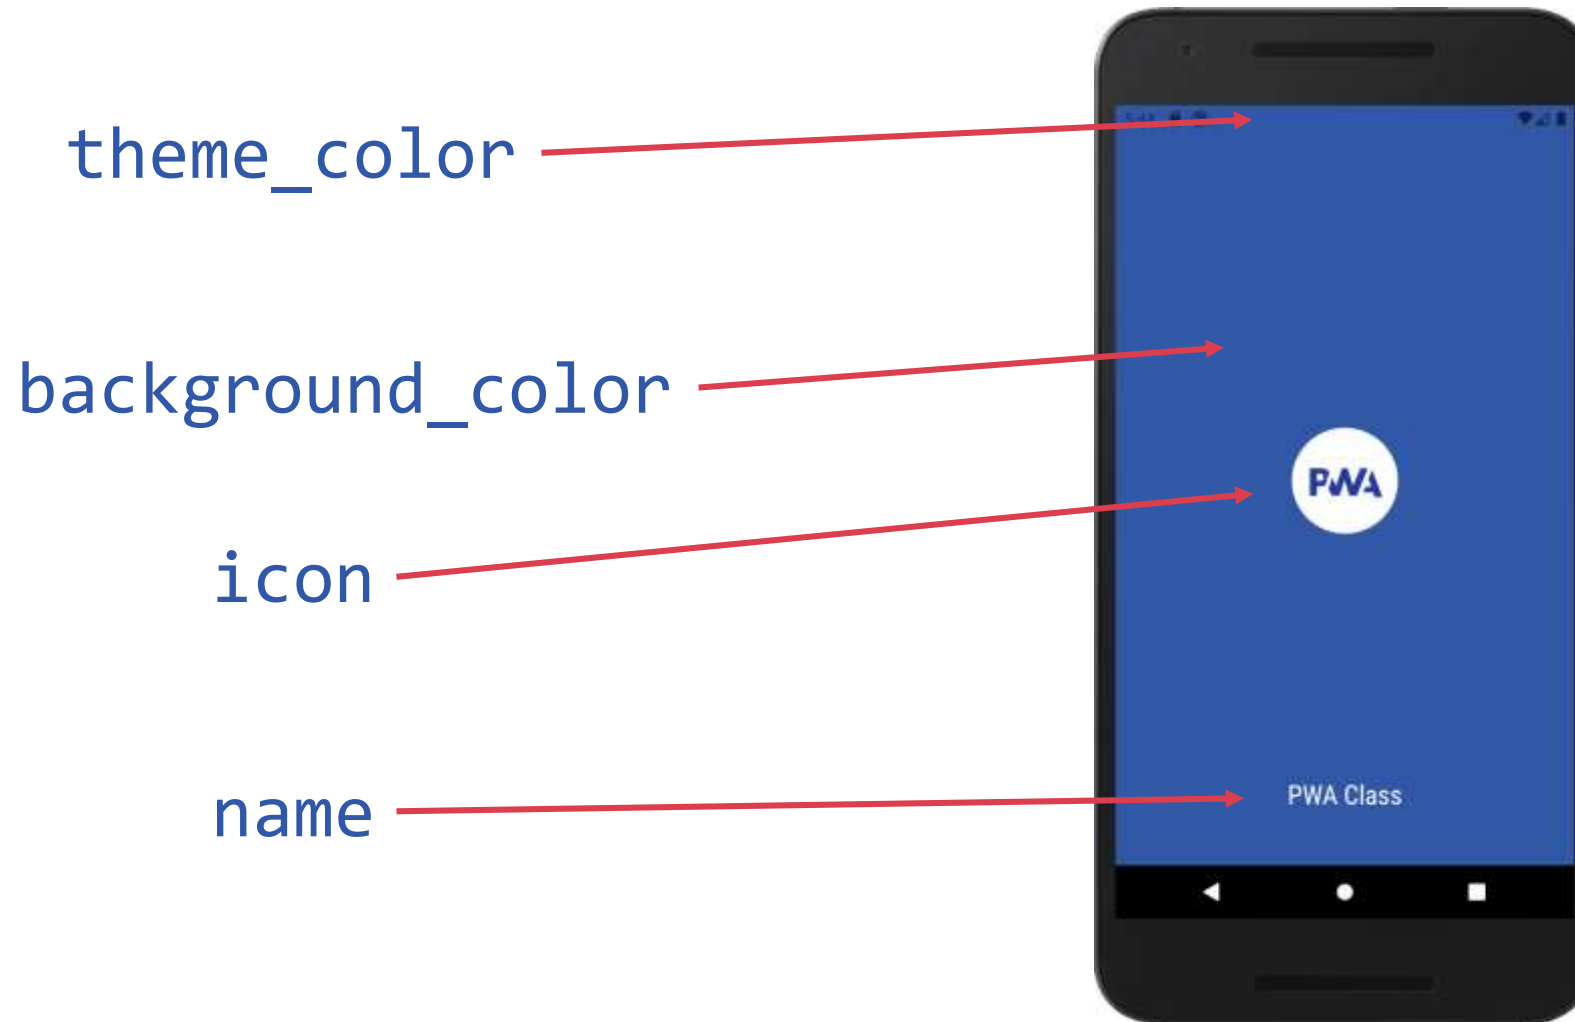 theme_color
background_color
PWA
icon
name
PWA Class